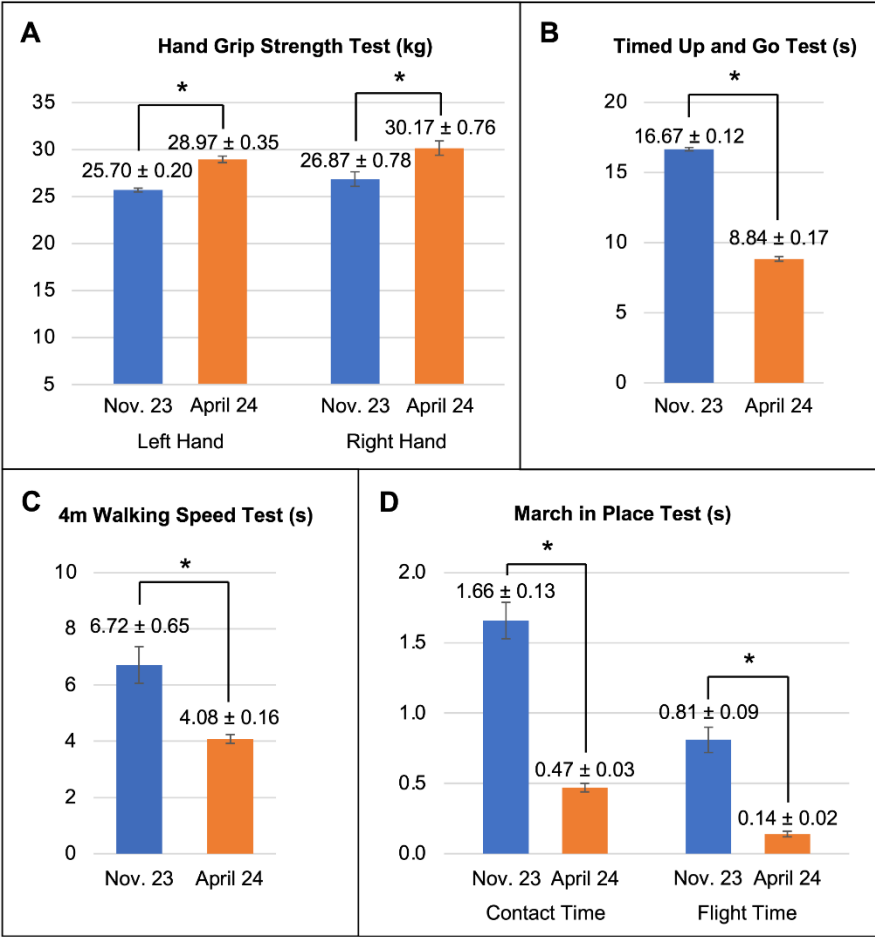 A
Hand Grip Strength Test (kg)
*
*
35
30
25
20
15
10
5
25.70 ± 0.20
28.97 ± 0.35
26.87 ± 0.78
30.17 ± 0.76
Nov. 23
April 24
Nov. 23
April 24
Left Hand
Right Hand
B
Timed Up and Go Test (s)
*
20
15
10
5
0
16.67 ± 0.12
8.84 ± 0.17
Nov. 23
April 24
C
4m Walking Speed Test (s)
*
10
8
6
4
2
0
6.72 ± 0.65
4.08 ± 0.16
Nov. 23
April 24
D
March in Place Test (s)
*
*
2.0
1.5
1.0
0.5
0.0
1.66 ± 0.13
0.47 ± 0.03
0.81 ± 0.09
0.14 ± 0.02
Nov. 23
April 24
Nov. 23
April 24
Contact Time
Flight Time